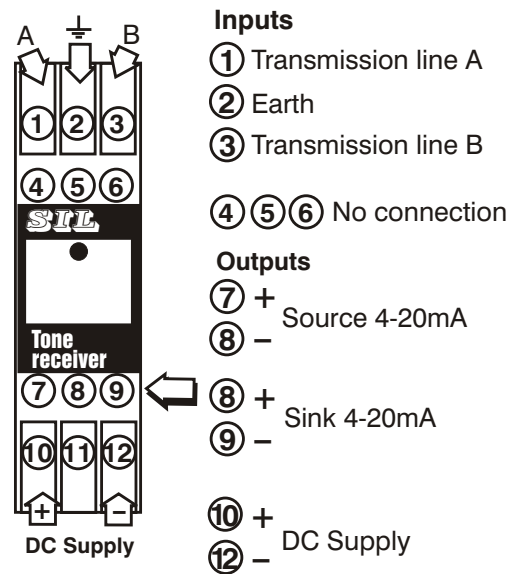 A B
1 2 3
4 5 6
SIL
Tone
receiver
7 8 9
10 11 12
+ −
DC Supply
Inputs
1 Transmission line A
2 Earth
3 Transmission line B
4 5 6 No connection
Outputs
7 +
Source 4-20mA
8 −
8 +
Sink 4-20mA
9 −
10 +
DC Supply
12 −